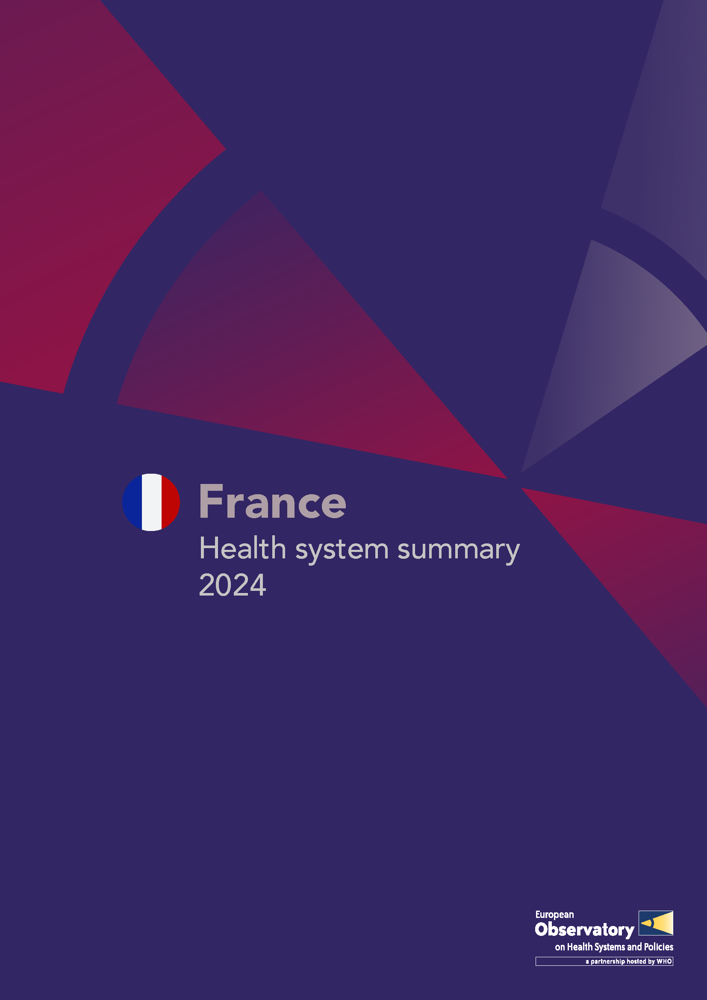 France
Health system summary
2024
European
Observatory
on Health Systems and Policies
a partnership hosted by WHO